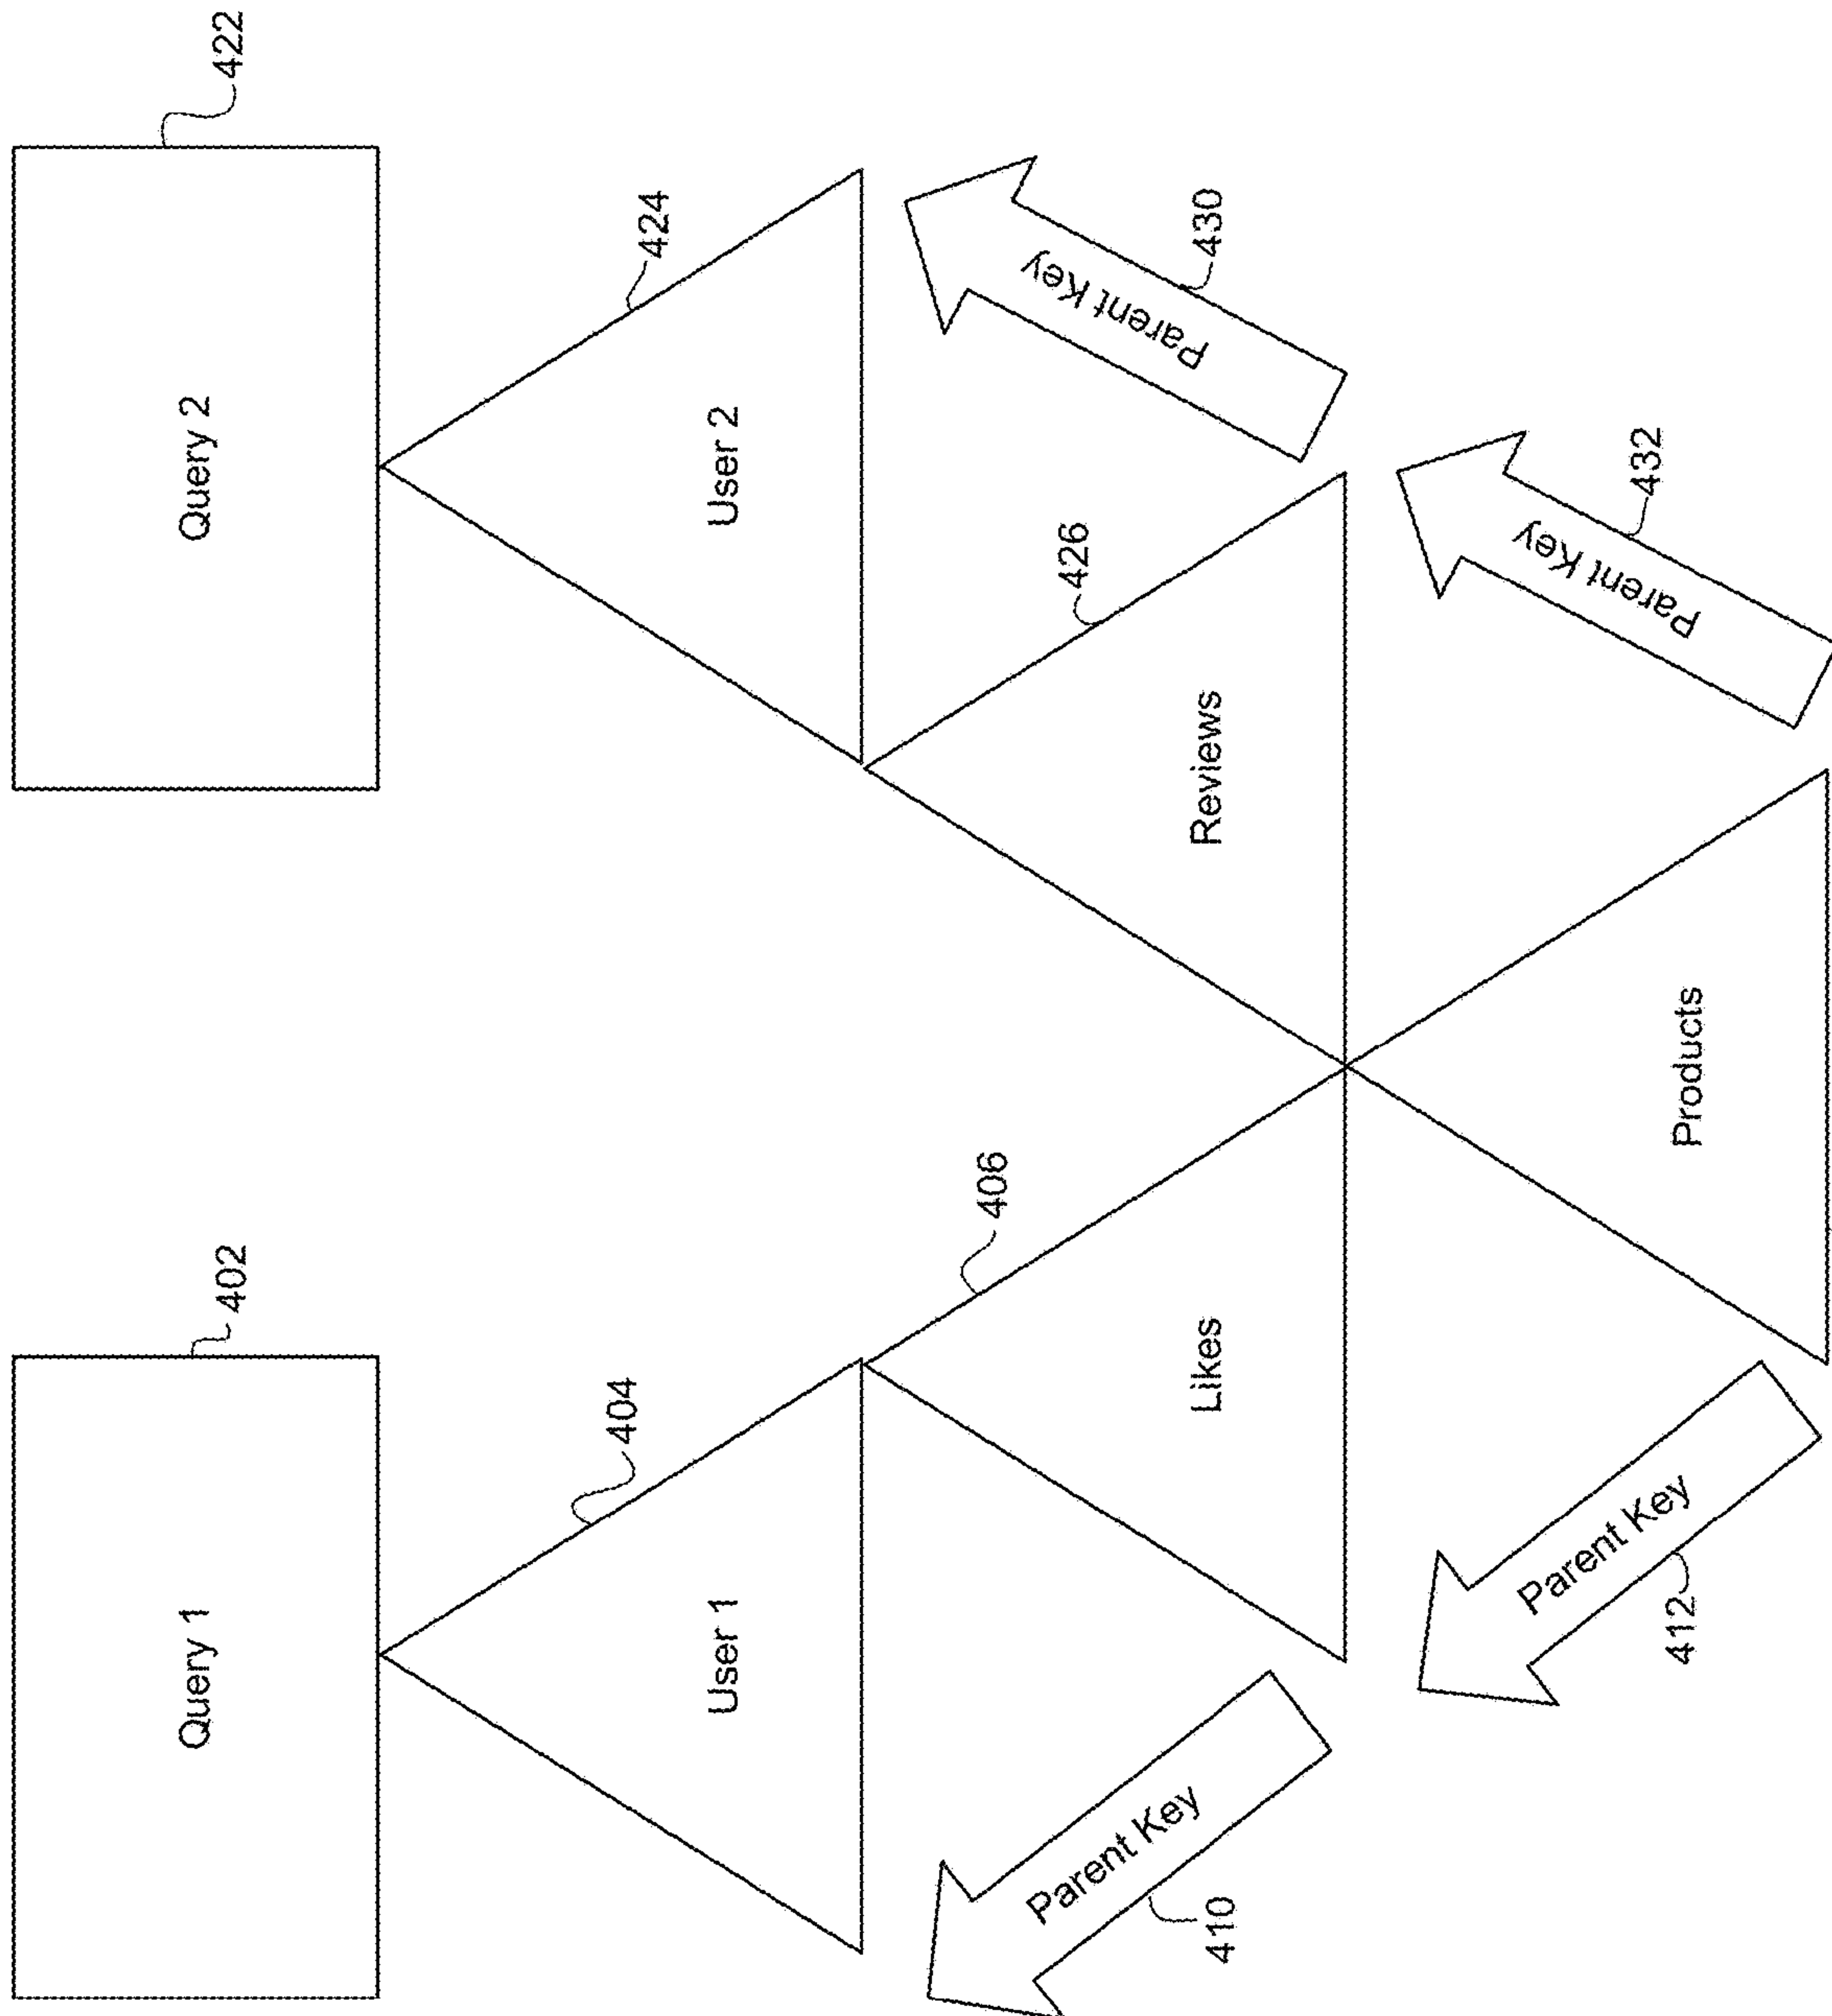 Query 1
402
Query 2
422
404
424
User 1
User 2
406
426
Parent Key
410
Likes
Reviews
Parent Key
430
Parent Key
412
Products
Parent Key
432